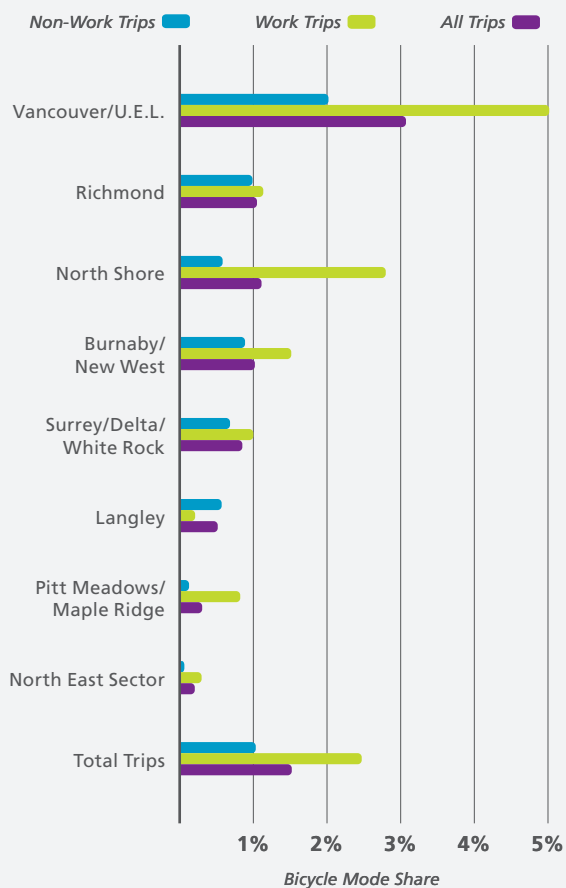 Non-Work Trips Work Trips All Trips
Vancouver/U.E.L.
Richmond
North Shore
Burnaby/
New West
Surrey/Delta/
White Rock
Langley
Pitt Meadows/
Maple Ridge
North East Sector
Total Trips
1% 2% 3% 4% 5%
Bicycle Mode Share